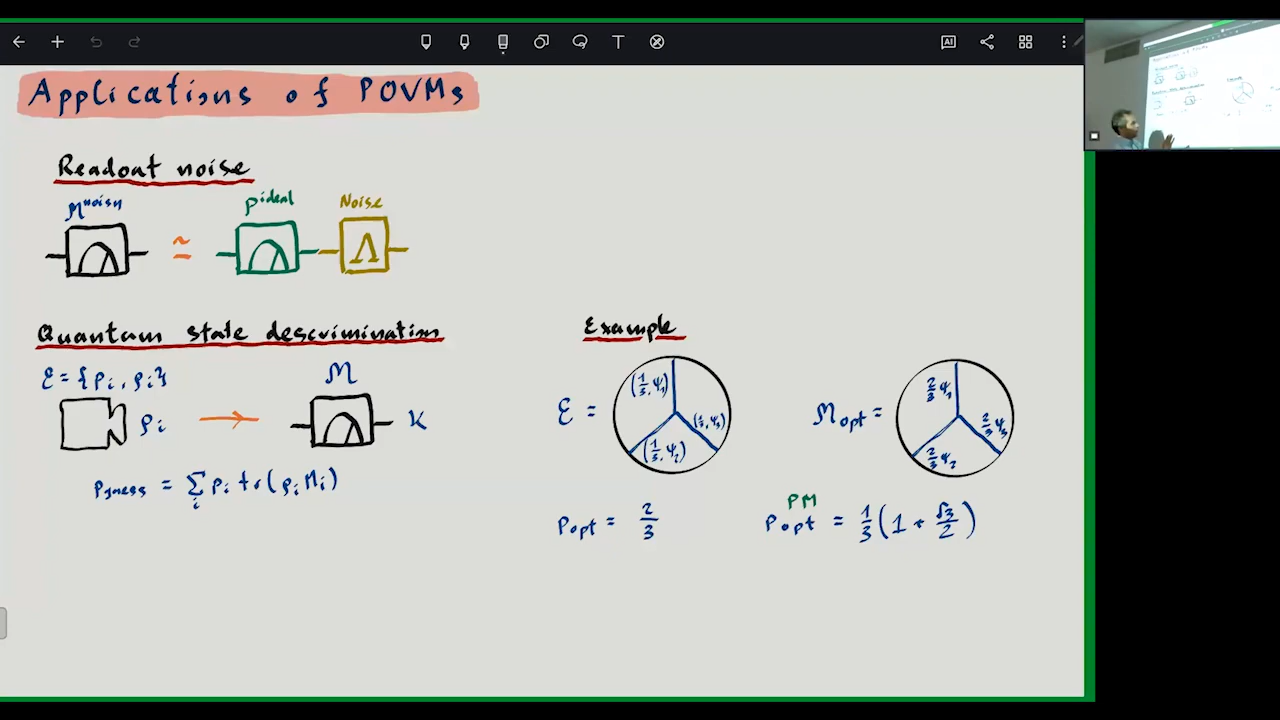 Applications of POVMs
Readout noise
M^noisy ≃ P^ideal Noise Λ
Quantum state descrimination
Example
ε = {p_i, ρ_i}
ρ_i → M K
P_guess = Σ_i p_i tr(ρ_i M_i)
ε = (1/3, ψ_1) (1/3, ψ_2) (1/3, ψ_3)
M_opt = 2/3 ψ_1 2/3 ψ_2 2/3 ψ_3
P_opt = 2/3
P_opt^PM = 1/3 (1 + √3/2)